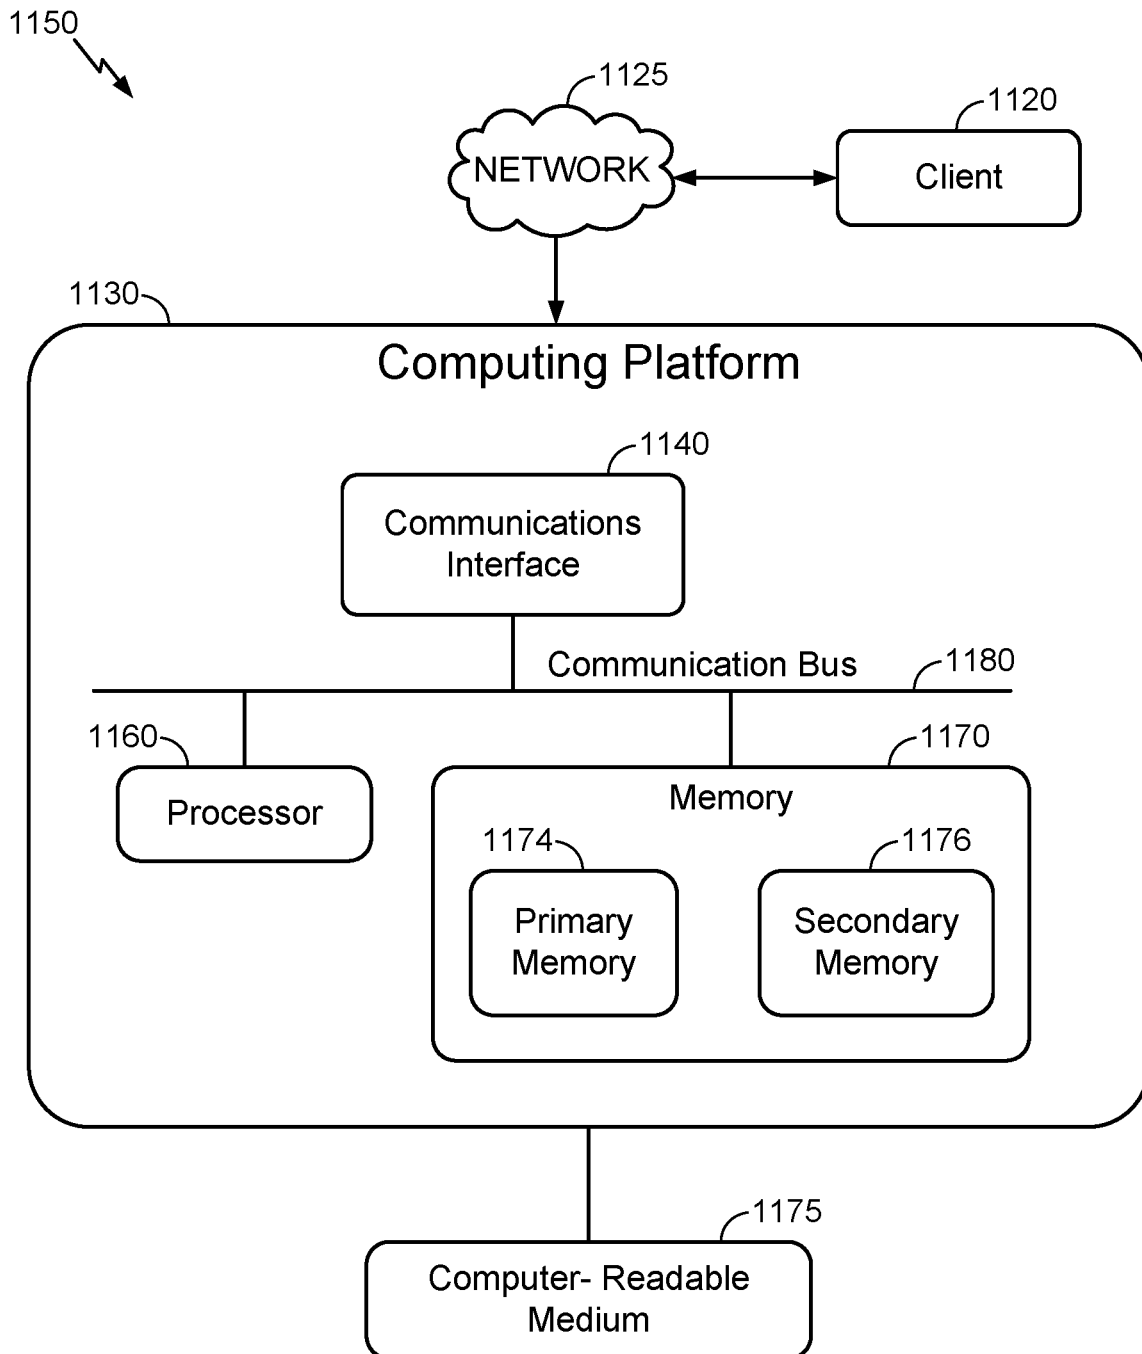 1150
1125
1120
NETWORK
Client
1130
Computing Platform
1140
Communications
Interface
Communication Bus
1180
1160
1170
Processor
Memory
1174
1176
Primary
Memory
Secondary
Memory
1175
Computer- Readable
Medium